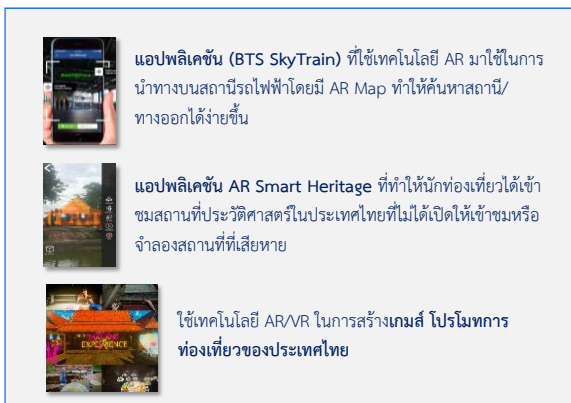 แอปพลิเคชัน (BTS SkyTrain) ที่ใช้เทคโนโลยี AR มาใช้ในการ
นำทางบนสถานีรถไฟฟ้าโดยมี AR Map ทำให้ค้นหาสถานี/
ทางออกได้ง่ายขึ้น
แอปพลิเคชัน AR Smart Heritage ที่ทำให้นักท่องเที่ยวได้เข้า
ชมสถานที่ประวัติศาสตร์ในประเทศไทยที่ไม่ได้เปิดให้เข้าชมหรือ
จำลองสถานที่ที่เสียหาย
ใช้เทคโนโลยี AR/VR ในการสร้างเกมส์ โปรโมทการ
ท่องเที่ยวของประเทศไทย